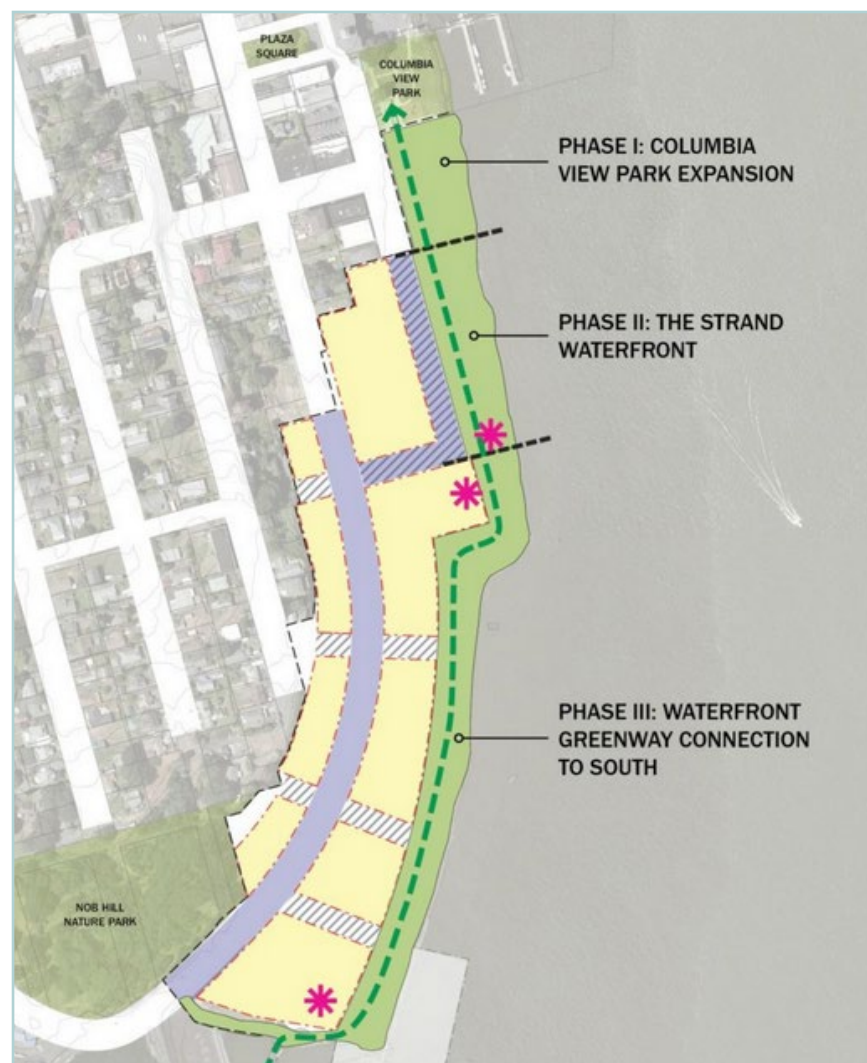 PLAZA
SQUARE
COLUMBIA
VIEW
PARK
PHASE I: COLUMBIA
VIEW PARK EXPANSION
PHASE II: THE STRAND
WATERFRONT
PHASE III: WATERFRONT
GREENWAY CONNECTION
TO SOUTH
NOB HILL
NATURE PARK